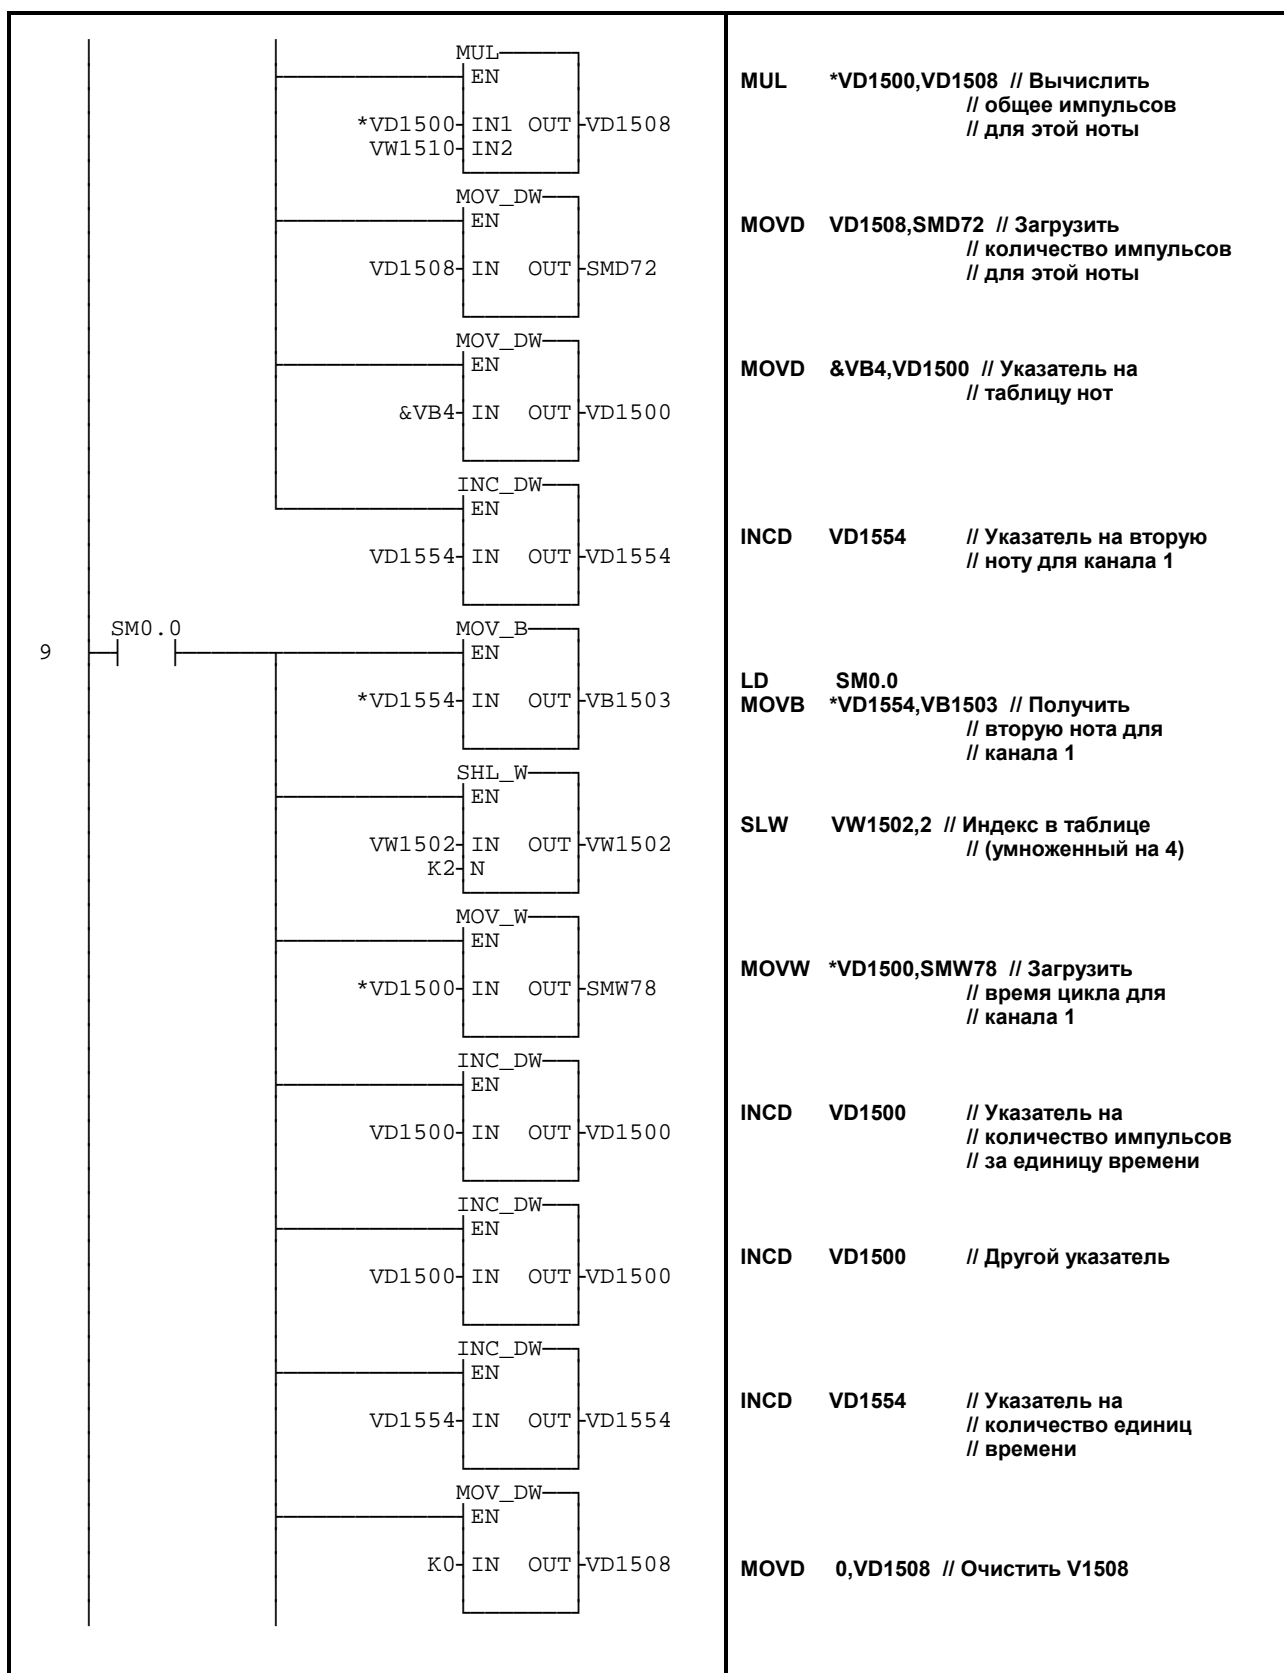 MUL
EN
*VD1500 IN1 OUT VD1508
VW1510 IN2
MOV_DW
EN
VD1508 IN OUT SMD72
MOV_DW
EN
&VB4 IN OUT VD1500
INC_DW
EN
VD1554 IN OUT VD1554
SM0.0 MOV_B
9 EN
*VD1554 IN OUT VB1503
SHL_W
EN
VW1502 IN OUT VW1502
K2 N
MOV_W
EN
*VD1500 IN OUT SMW78
INC_DW
EN
VD1500 IN OUT VD1500
INC_DW
EN
VD1500 IN OUT VD1500
INC_DW
EN
VD1554 IN OUT VD1554
MOV_DW
EN
K0 IN OUT VD1508
MUL *VD1500,VD1508 // Вычислить
// общее импульсов
// для этой ноты
MOVD VD1508,SMD72 // Загрузить
// количество импульсов
// для этой ноты
MOVD &VB4,VD1500 // Указатель на
// таблицу нот
INCD VD1554 // Указатель на вторую
// ноту для канала 1
LD SM0.0
MOVB *VD1554,VB1503 // Получить
// вторую нота для
// канала 1
SLW VW1502,2 // Индекс в таблице
// (умноженный на 4)
MOVW *VD1500,SMW78 // Загрузить
// время цикла для
// канала 1
INCD VD1500 // Указатель на
// количество импульсов
// за единицу времени
INCD VD1500 // Другой указатель
INCD VD1554 // Указатель на
// количество единиц
// времени
MOVD 0,VD1508 // Очистить V1508